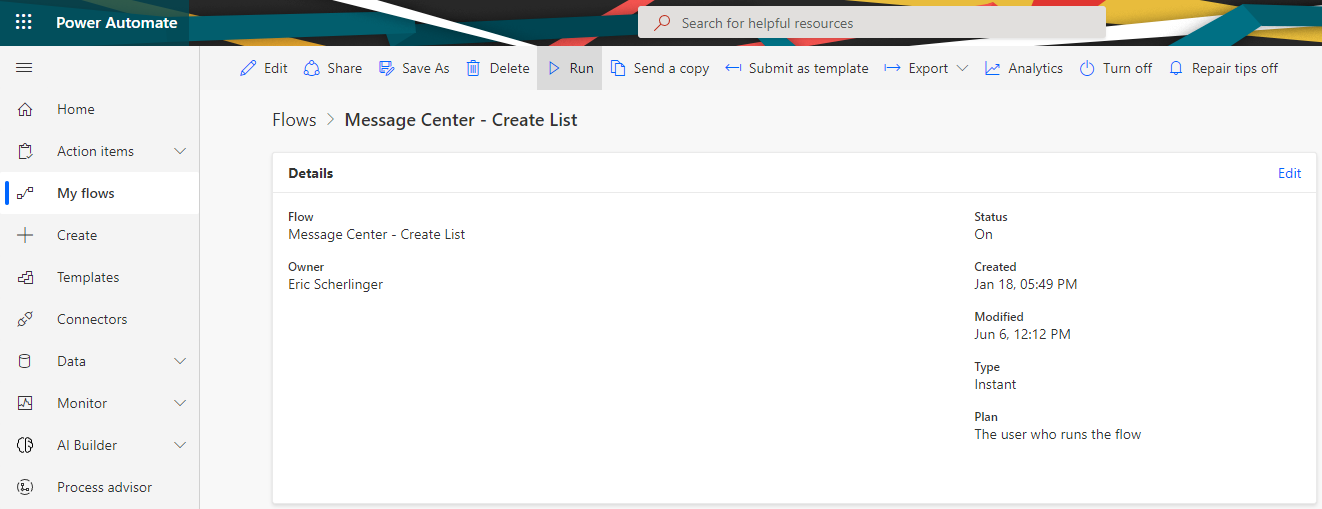 Power Automate
Search for helpful resources
Edit Share Save As Delete Run Send a copy Submit as template Export Analytics Turn off Repair tips off
Home
Action items
My flows
Create
Templates
Connectors
Data
Monitor
AI Builder
Process advisor
Flows Message Center - Create List
Details Edit
Flow
Message Center - Create List
Owner
Eric Scherlinger
Status
On
Created
Jan 18, 05:49 PM
Modified
Jun 6, 12:12 PM
Type
Instant
Plan
The user who runs the flow